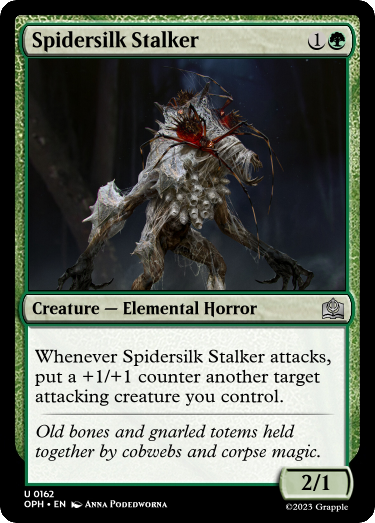 Spidersilk Stalker 1
Creature — Elemental Horror
Whenever Spidersilk Stalker attacks,
put a +1/+1 counter another target
attacking creature you control.
Old bones and gnarled totems held
together by cobwebs and corpse magic.
2/1
U 0162
OPH • EN Anna Podedworna
©2023 Grapple